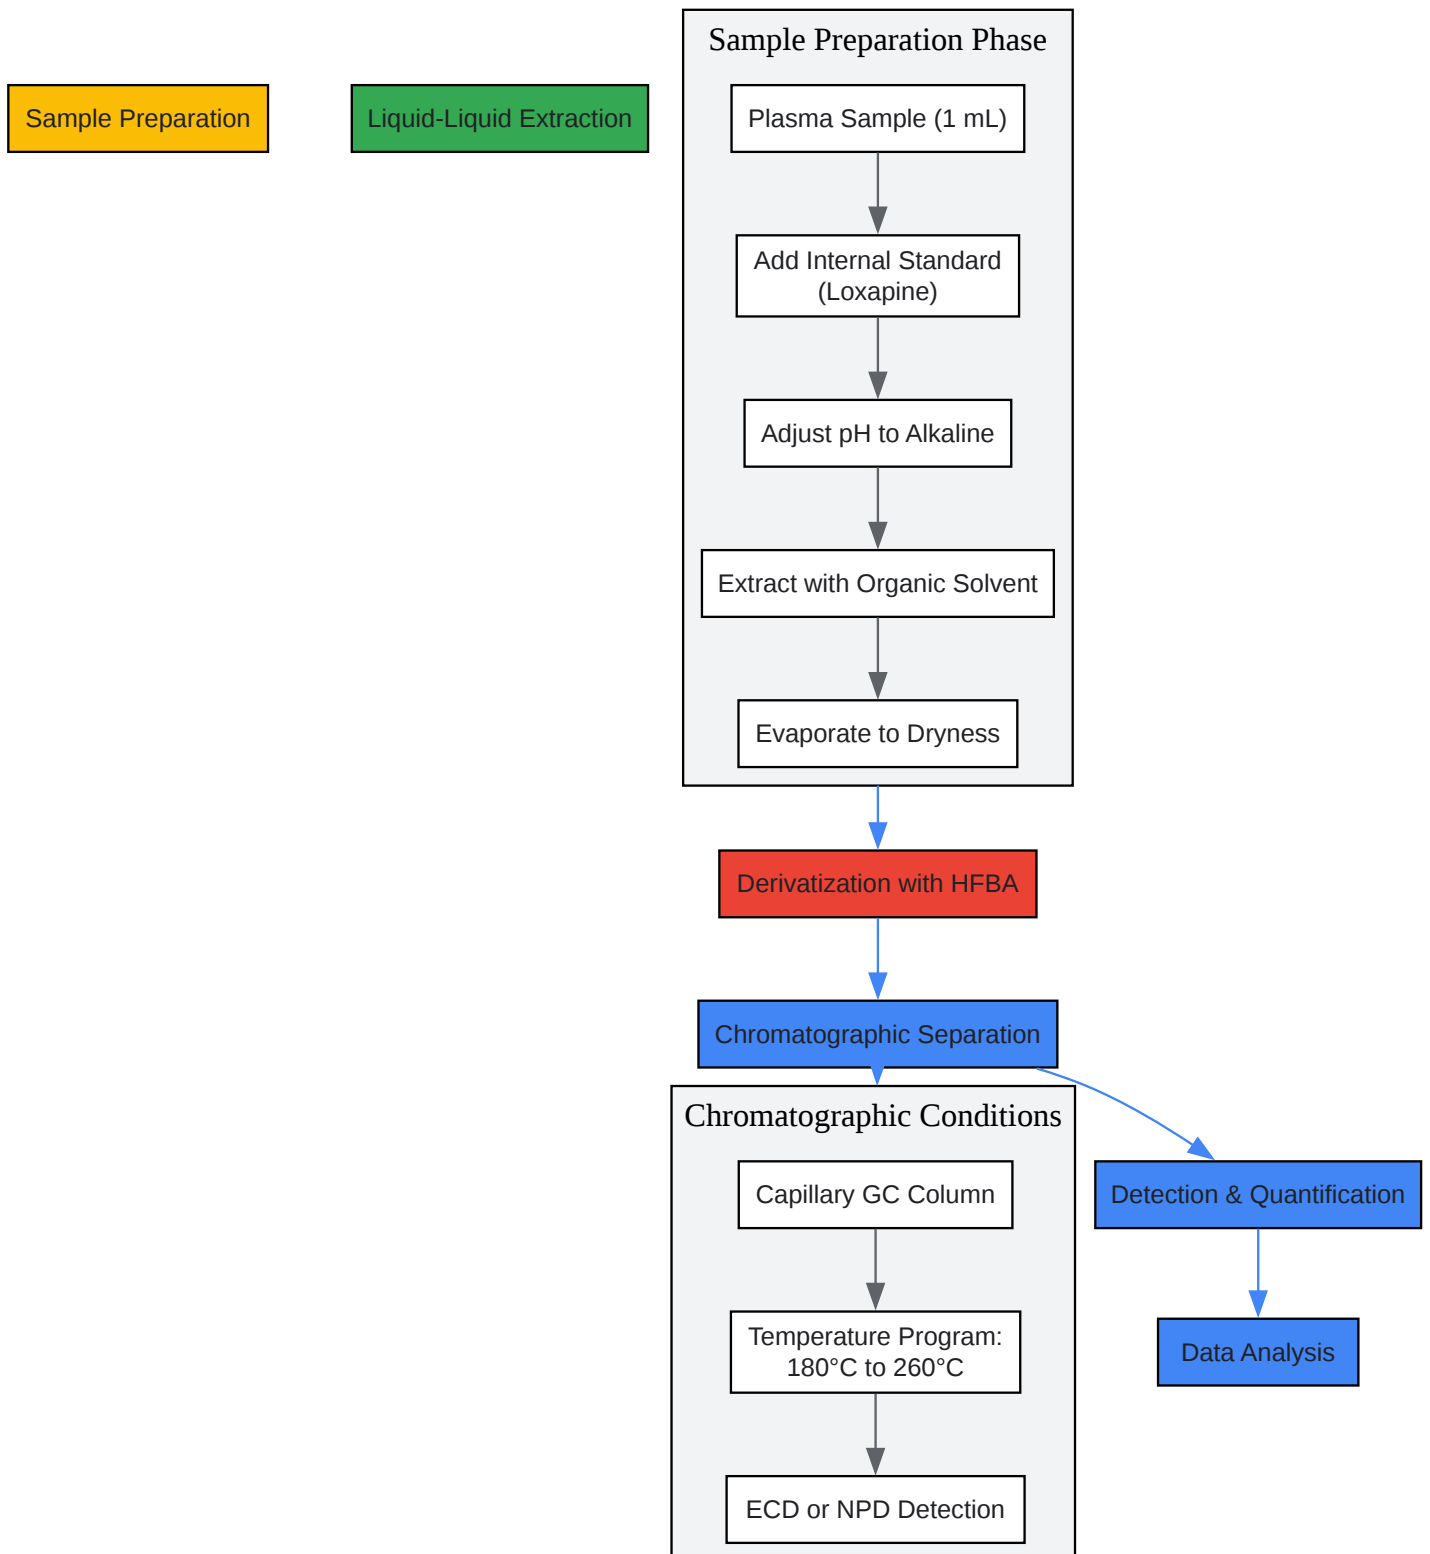 Sample Preparation Phase
Sample Preparation
Liquid-Liquid Extraction
Plasma Sample (1 mL)
Add Internal Standard
(Loxapine)
Adjust pH to Alkaline
Extract with Organic Solvent
Evaporate to Dryness
Derivatization with HFBA
Chromatographic Separation
Chromatographic Conditions
Capillary GC Column
Detection & Quantification
Temperature Program:
180°C to 260°C
Data Analysis
ECD or NPD Detection